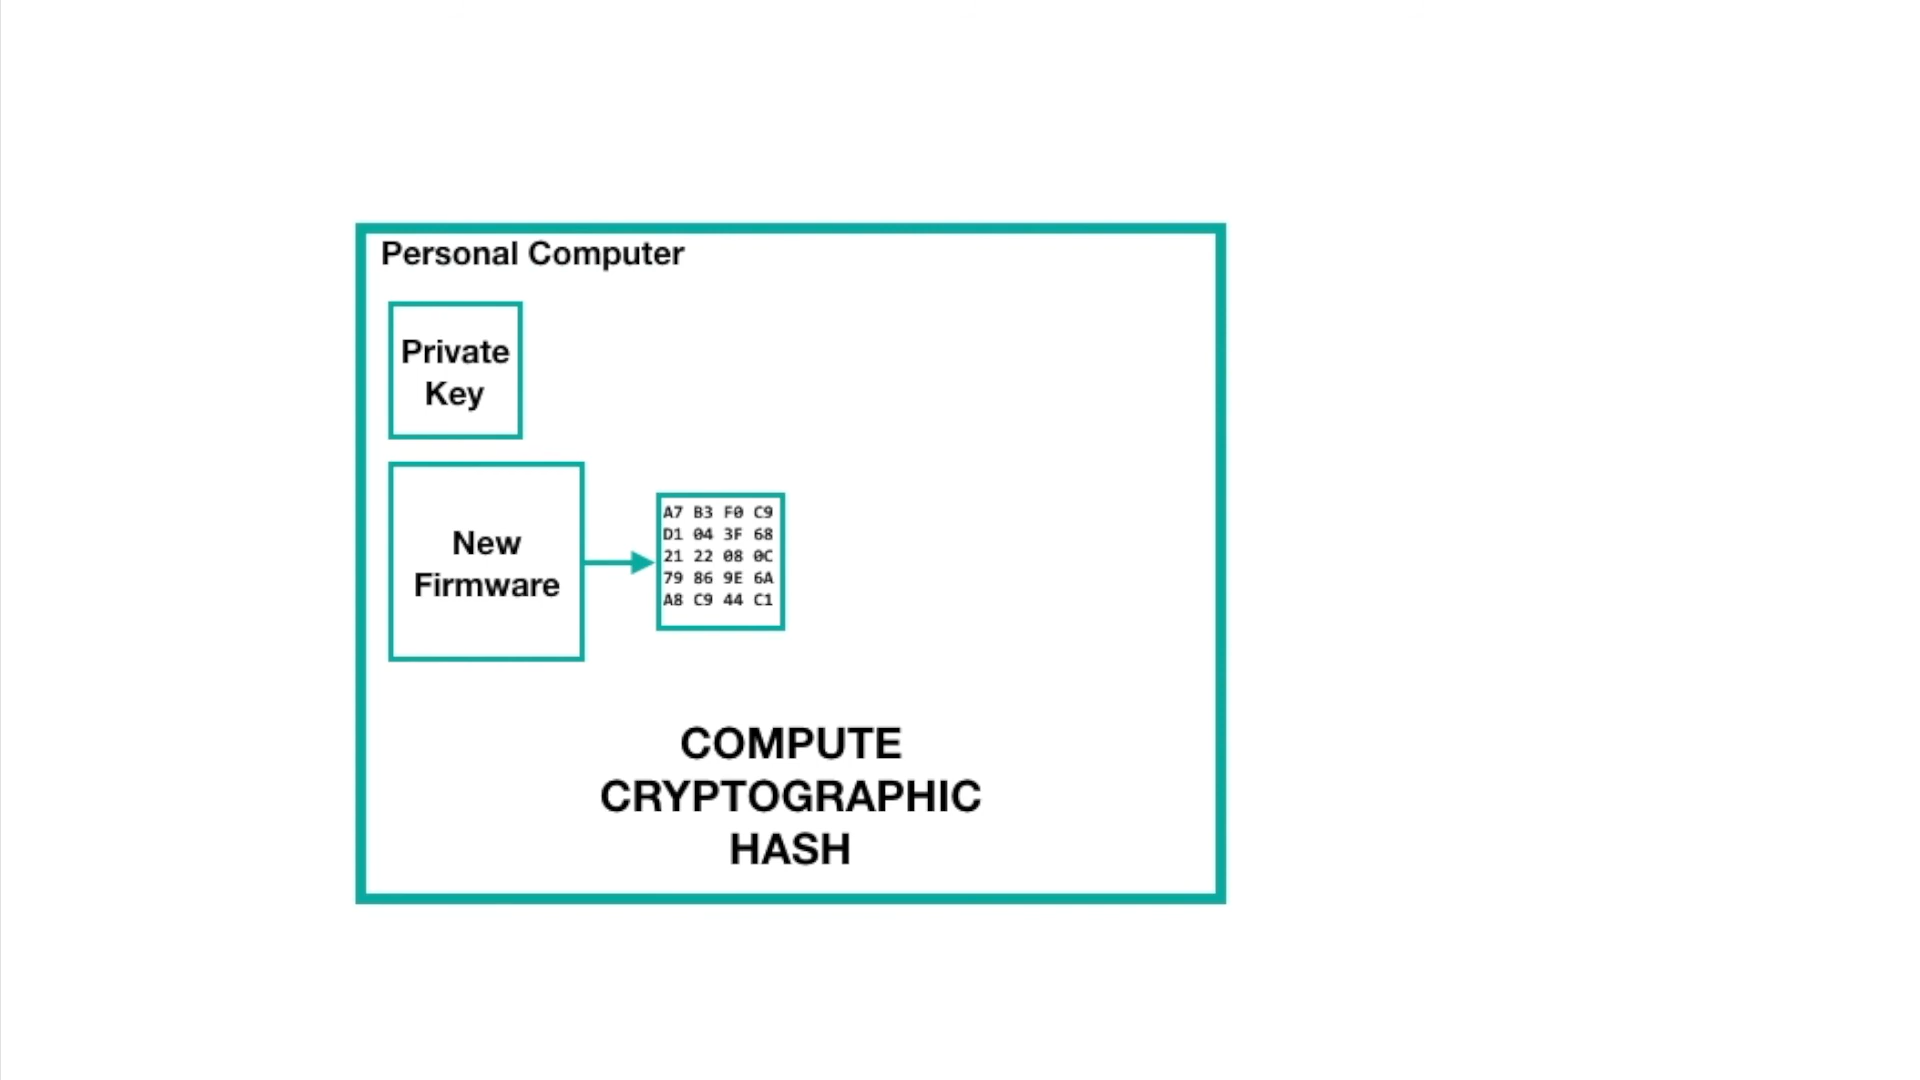 Personal Computer
Private
Key
New
Firmware
A7 B3 F0 C9
D1 04 3F 68
21 22 08 0C
79 86 9E 6A
A8 C9 44 C1
COMPUTE
CRYPTOGRAPHIC
HASH